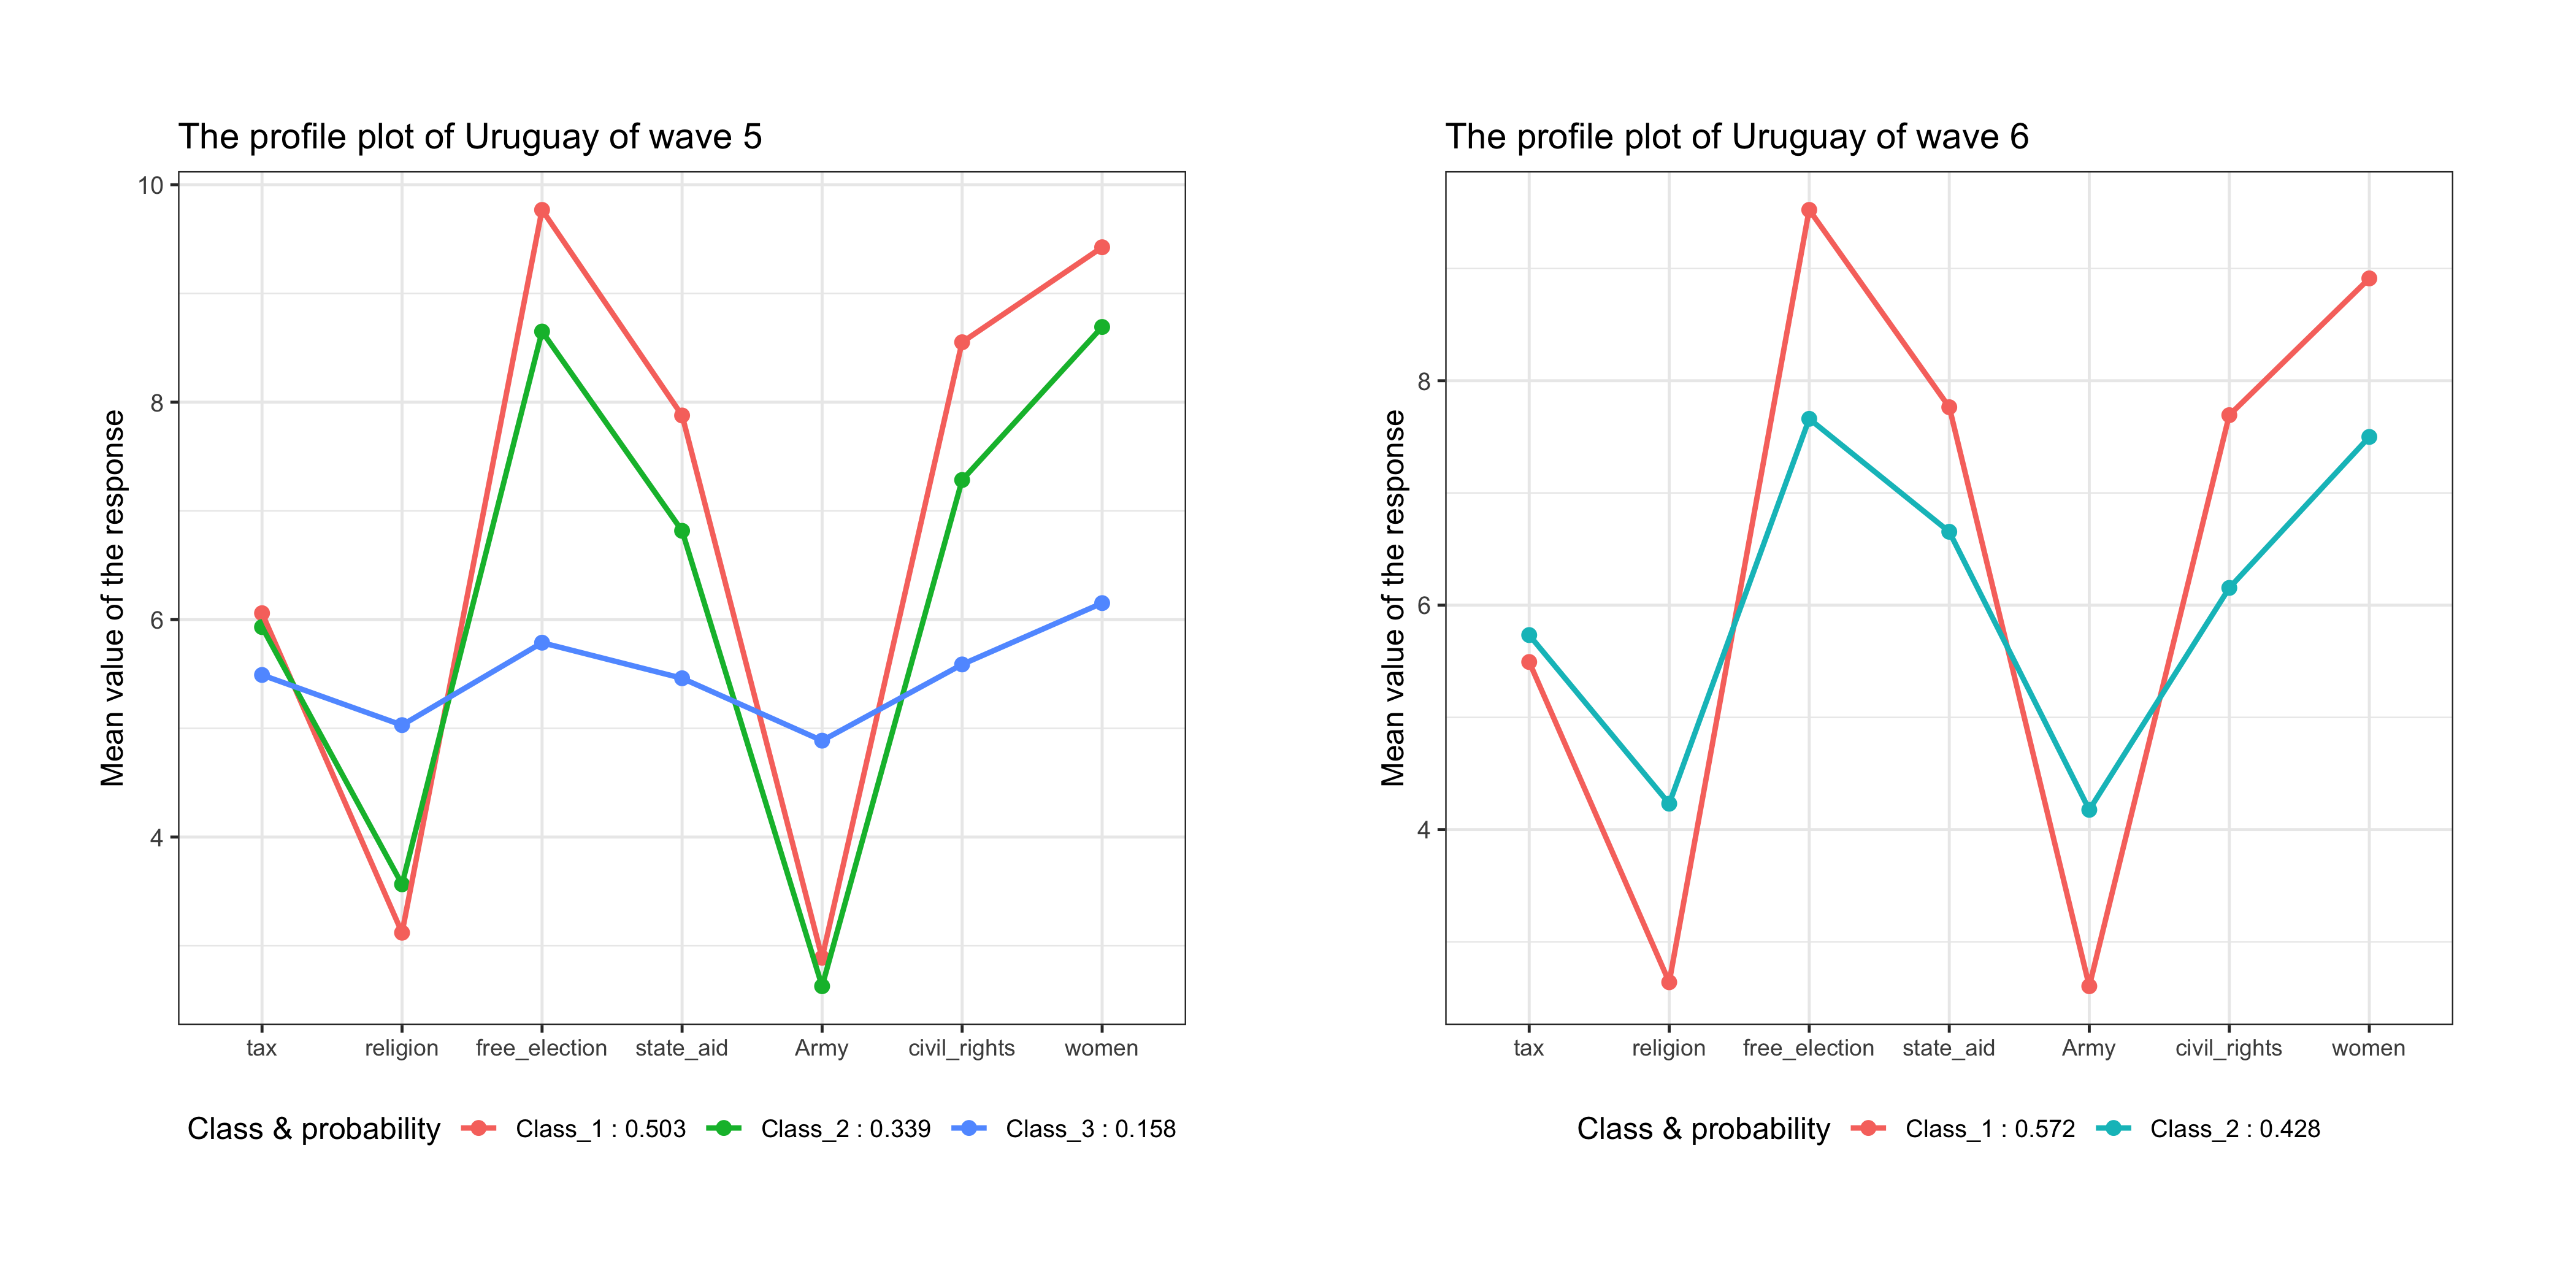 The profile plot of Uruguay of wave 5
Mean value of the response
10
8
6
4
tax religion free_election state_aid Army civil_rights women
Class & probability Class_1 : 0.503 Class_2 : 0.339 Class_3 : 0.158
The profile plot of Uruguay of wave 6
Mean value of the response
8
6
4
tax religion free_election state_aid Army civil_rights women
Class & probability Class_1 : 0.572 Class_2 : 0.428